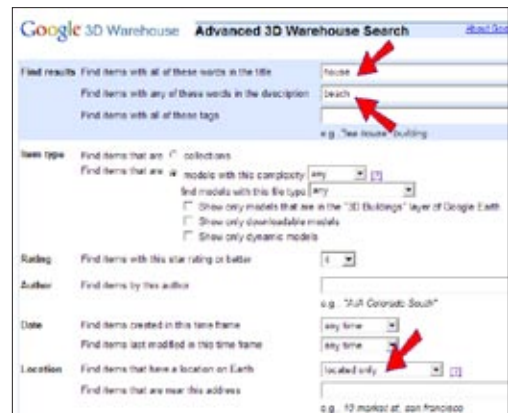 Google 3D Warehouse Advanced 3D Warehouse Search About Goo
Find results Find items with all of these words in the title house
Find items with any of these words in the description beach
Find items with all of these tags
e.g., "tea house" building
Item type Find items that are collections
Find items that are models with this complexity any [?]
find models with this file type any
Show only models that are in the "3D Buildings" layer of Google Earth
Show only downloadable models
Show only dynamic models
Rating Find items with this star rating or better 4
Author Find items by this author
e.g., "AIA Colorado South"
Date Find items created in this time frame any time
Find items last modified in this time frame any time
Location Find items that have a location on Earth located only [?]
Find items that are near this address
e.g., 10 market st, san francisco